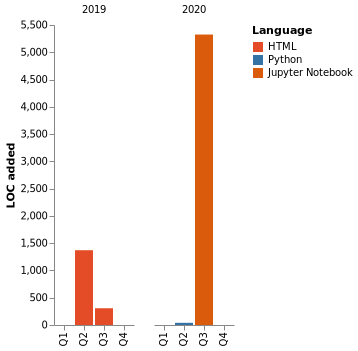 2019 2020
Language
HTML
Python
Jupyter Notebook
LOC added
5,500
5,000
4,500
4,000
3,500
3,000
2,500
2,000
1,500
1,000
500
0
Q1 Q2 Q3 Q4 Q1 Q2 Q3 Q4